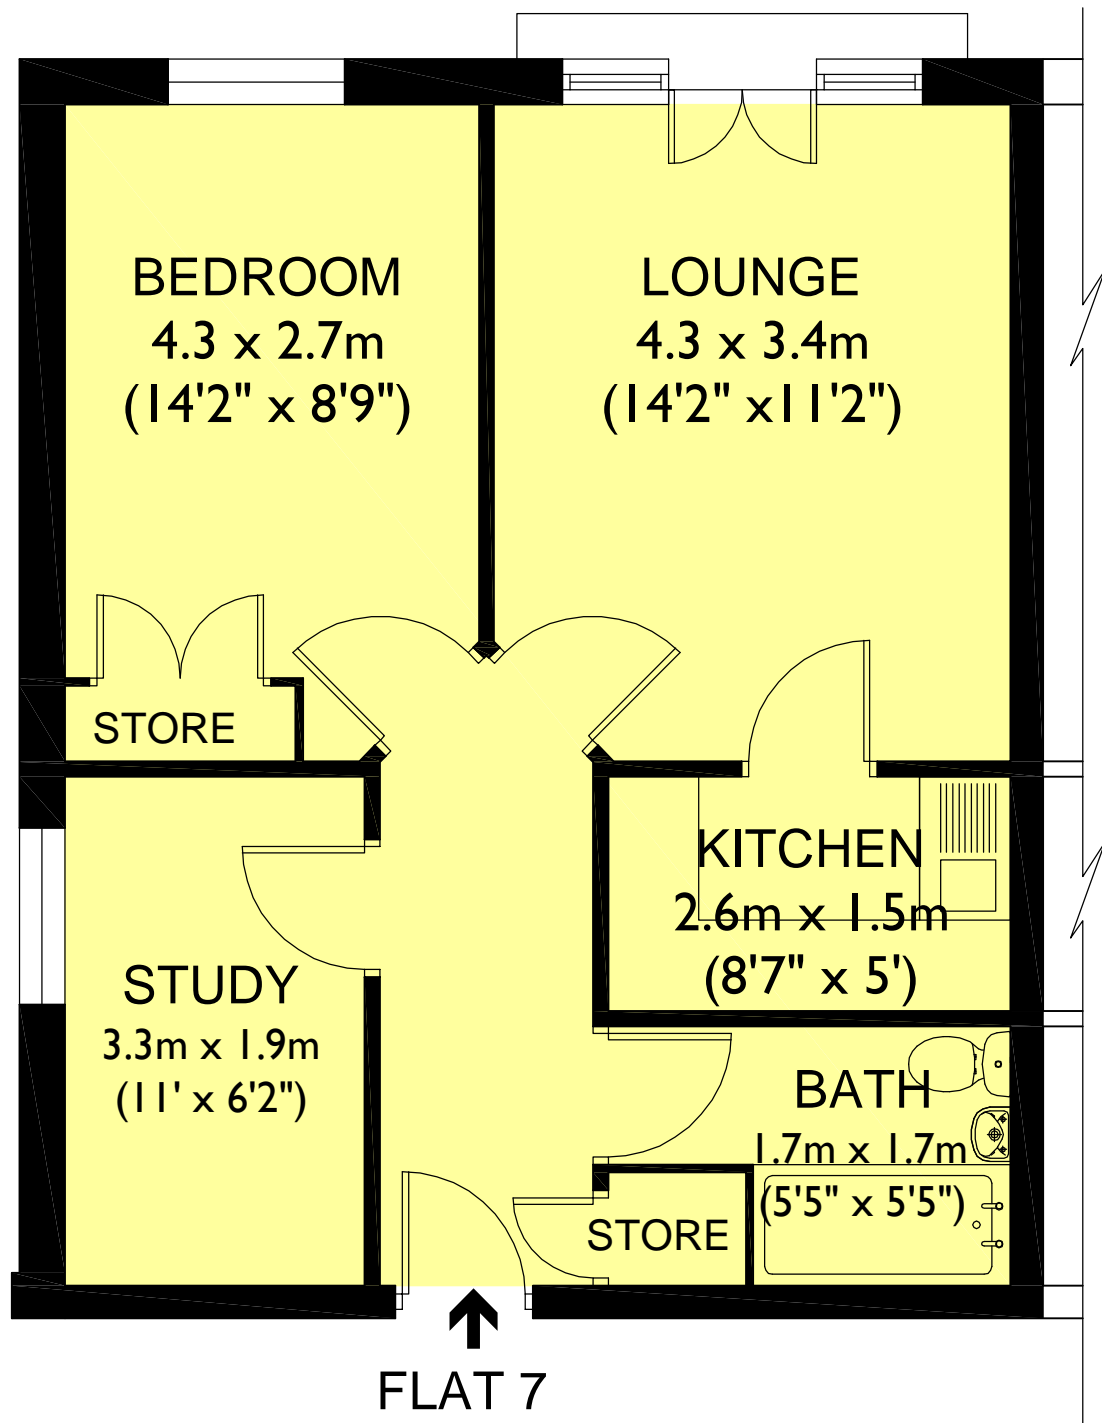 BEDROOM
4.3 x 2.7m
(14'2" x 8'9")
LOUNGE
4.3 x 3.4m
(14'2" x11'2")
STORE
KITCHEN
2.6m x 1.5m
(8'7" x 5')
STUDY
3.3m x 1.9m
(11' x 6'2")
BATH
1.7m x 1.7m
(5'5" x 5'5")
STORE
FLAT 7